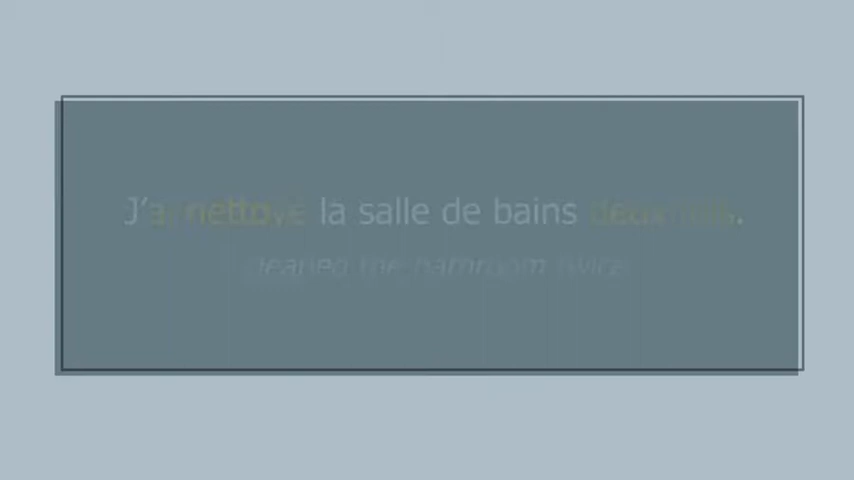 J'ai nettoyé la salle de bains deux fois.
I cleaned the bathroom twice.